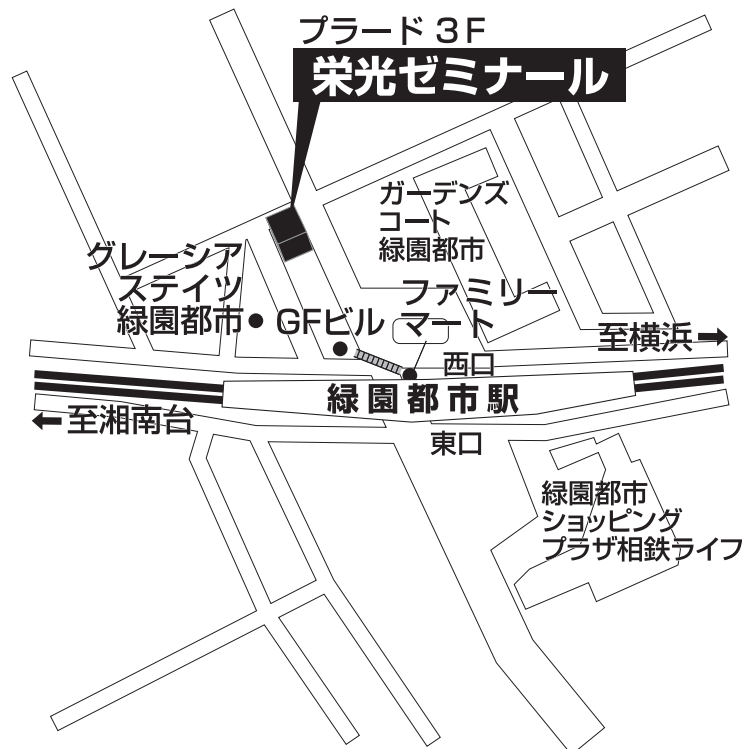 プラード 3F
栄光ゼミナール
ガーデンズ
コート
緑園都市
グレーシア
ステイツ
緑園都市
GFビル
ファミリー
マート
至横浜→
西口
緑園都市駅
←至湘南台
東口
緑園都市
ショッピング
プラザ相鉄ライフ